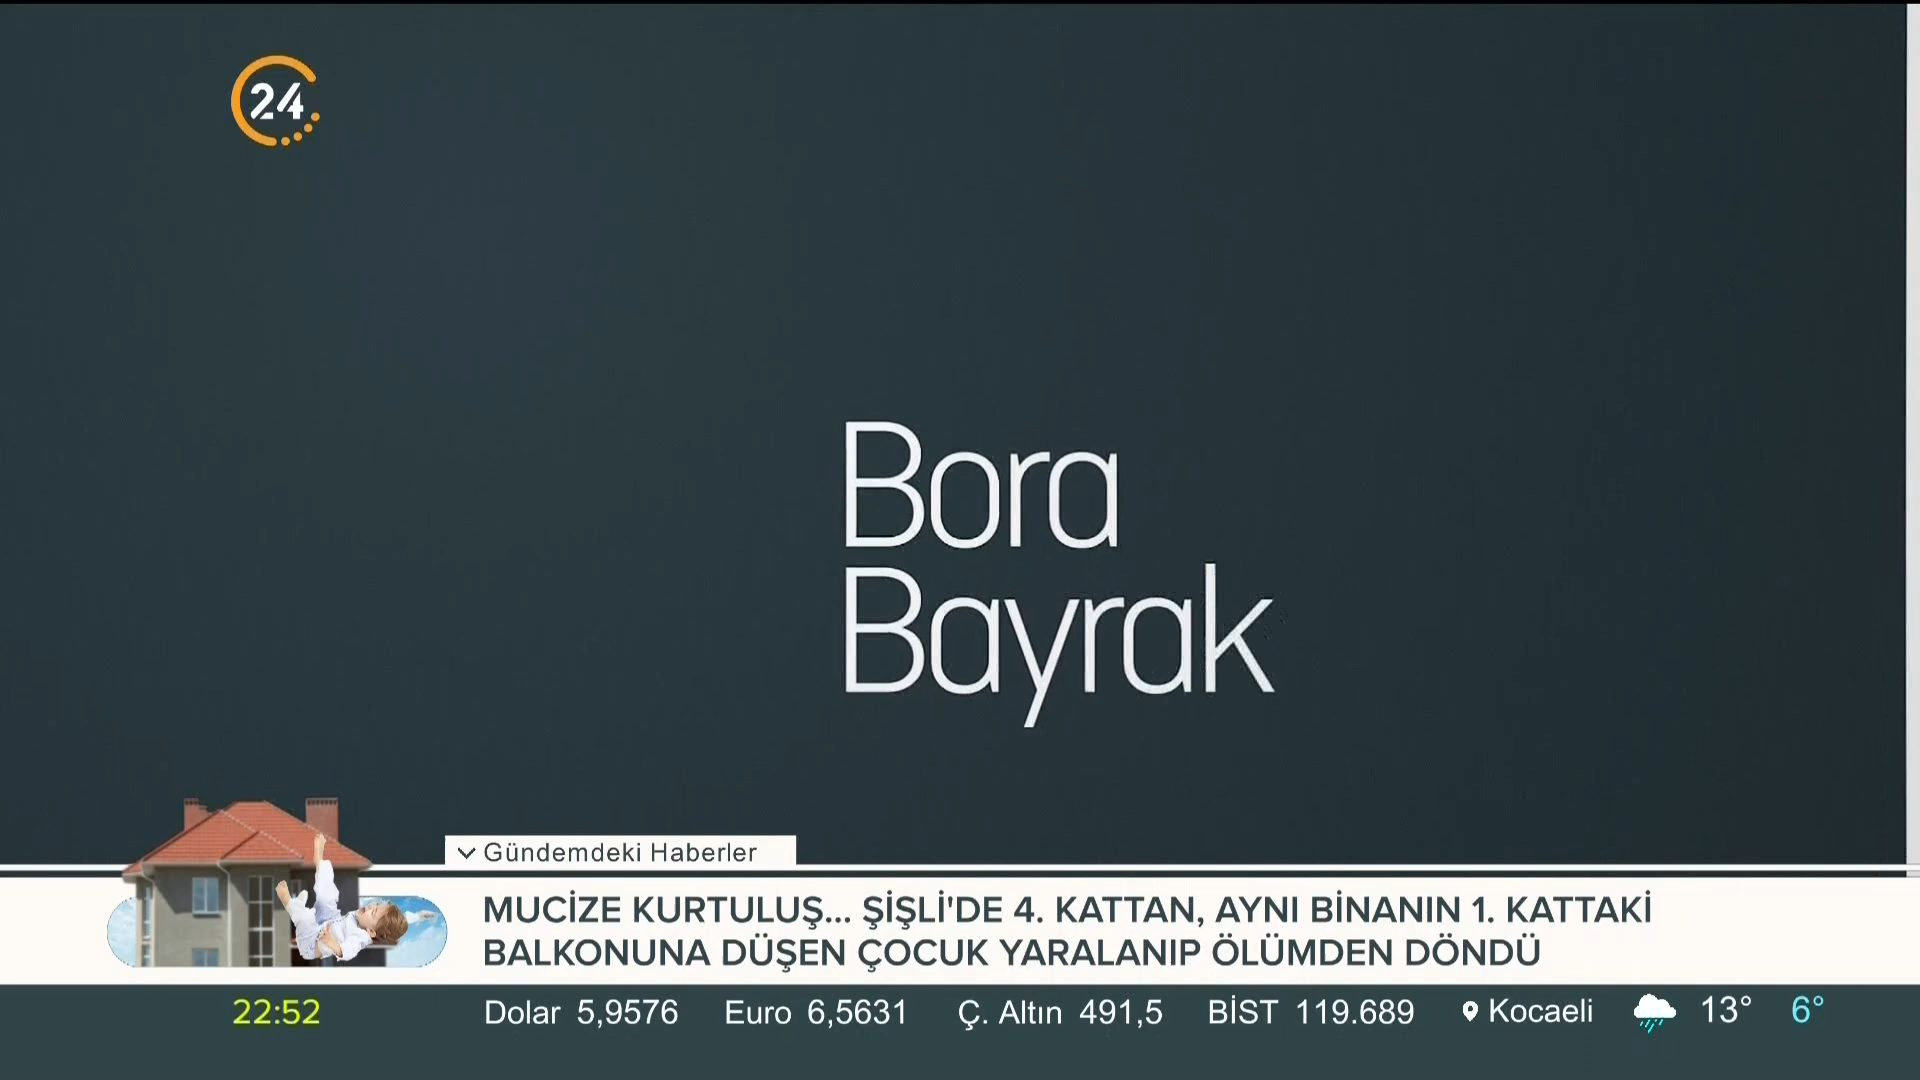 24
Bora
Bayrak
Gündemdeki Haberler
MUCİZE KURTULUŞ... ŞİŞLİ'DE 4. KATTAN, AYNI BİNANIN 1. KATTAKİ
BALKONUNA DÜŞEN ÇOCUK YARALANIP ÖLÜMDEN DÖNDÜ
22:52 Dolar 5,9576 Euro 6,5631 Ç. Altın 491,5 BİST 119.689 Kocaeli 13° 6°